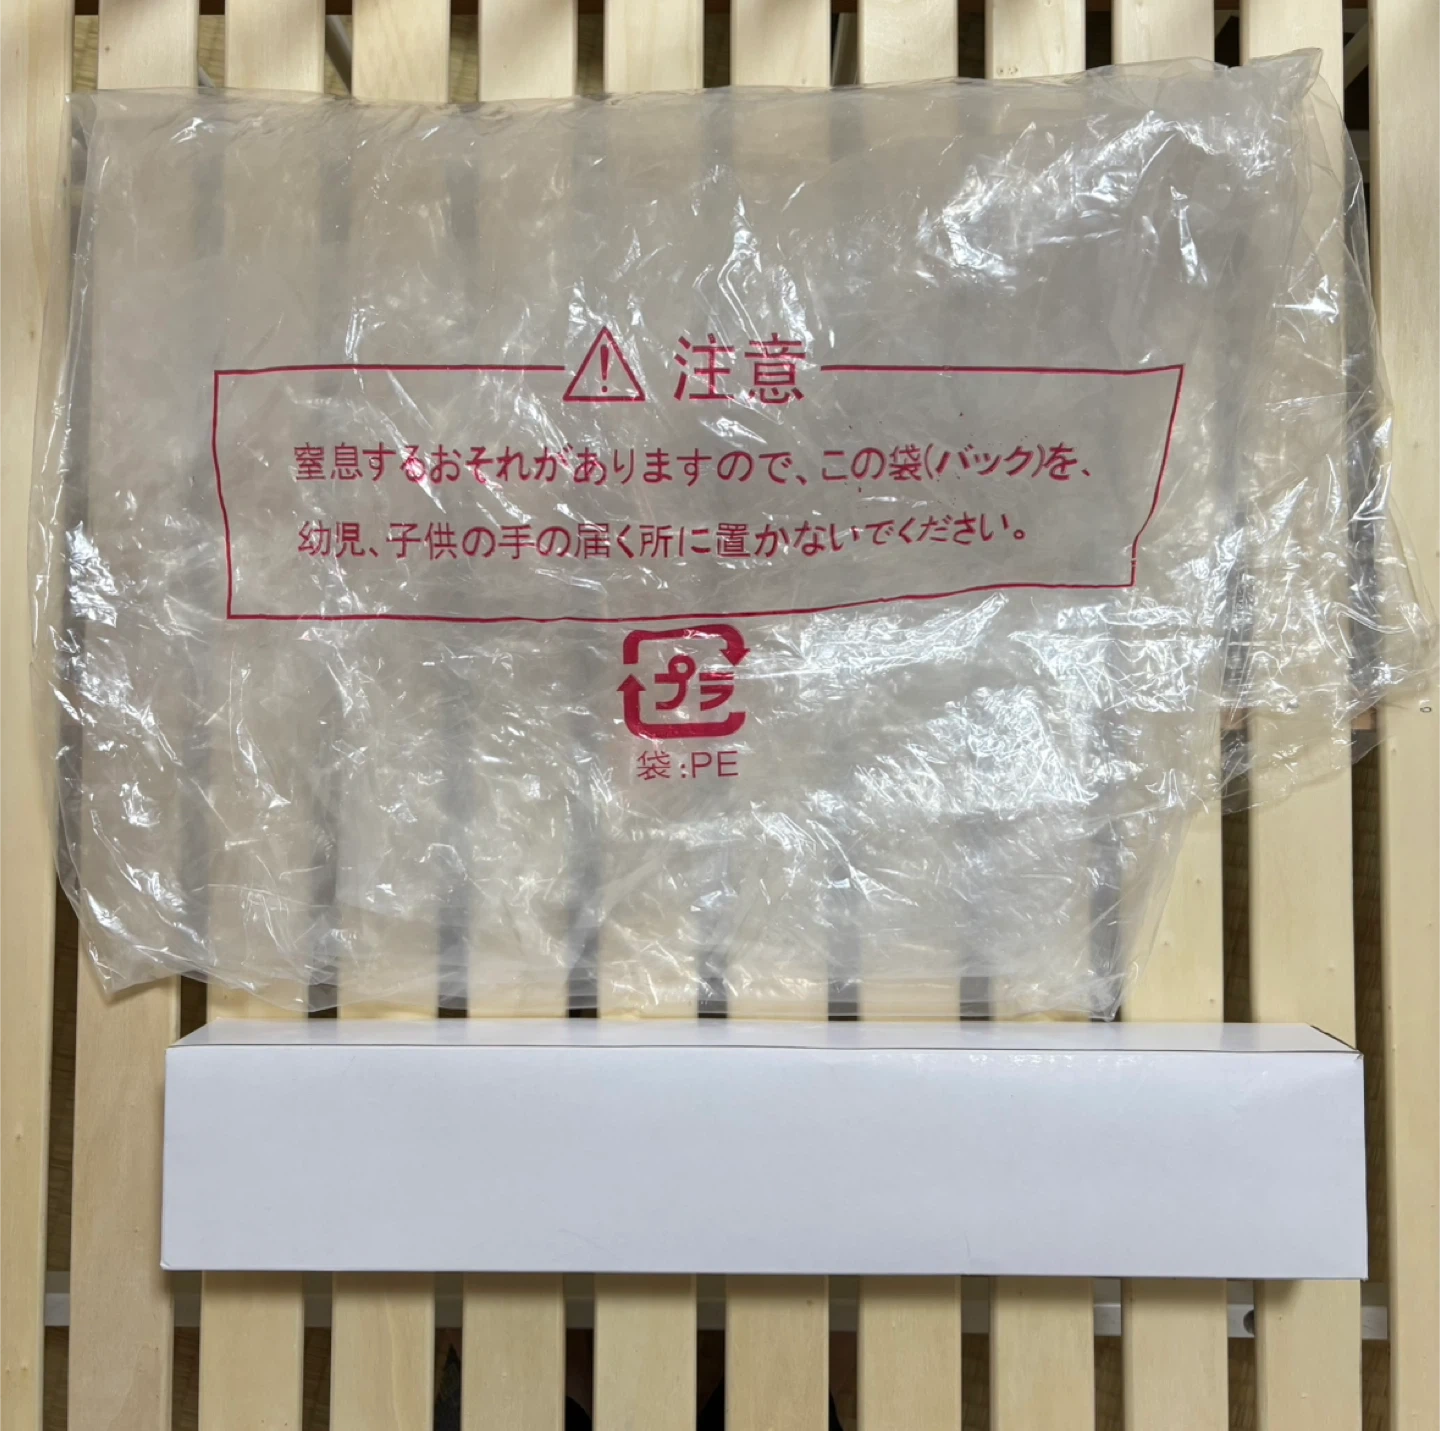 注意
窒息するおそれがありますので、この袋(バック)を、
幼児、子供の手の届く所に置かないでください。
プラ
袋:PE